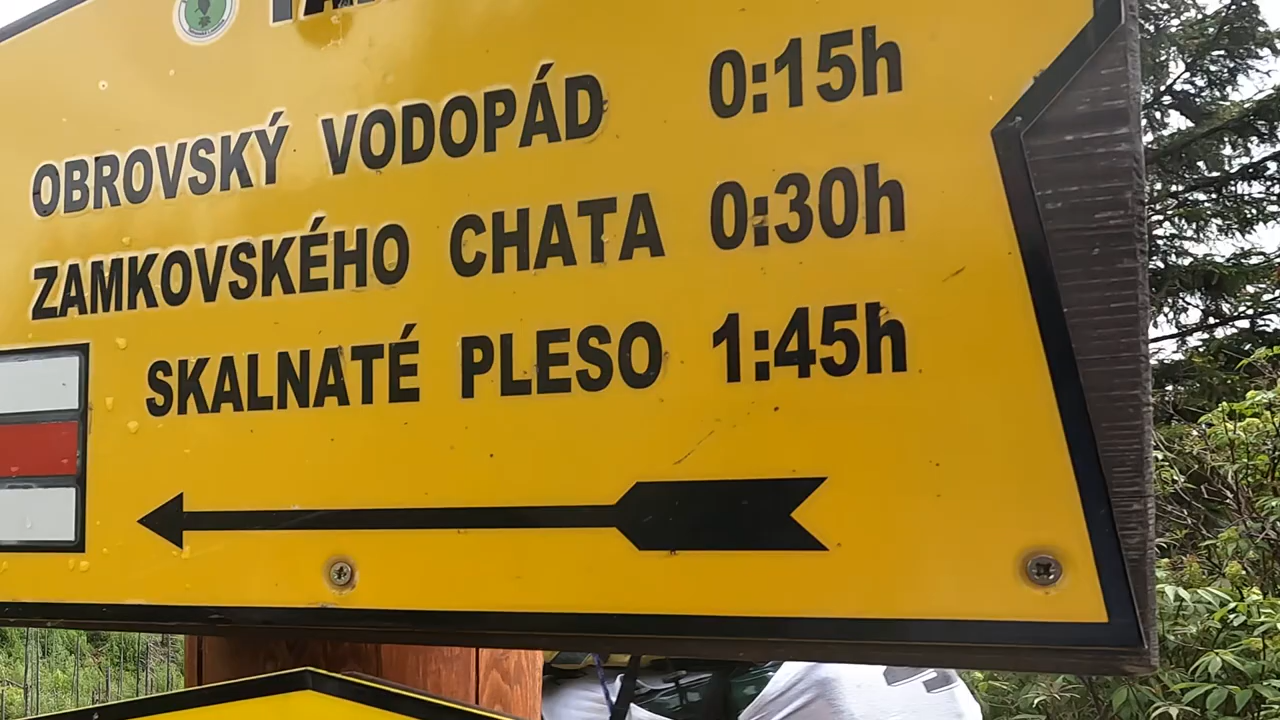 OBROVSKÝ VODOPÁD 0:15h
ZAMKOVSKÉHO CHATA 0:30h
SKALNATÉ PLESO 1:45h